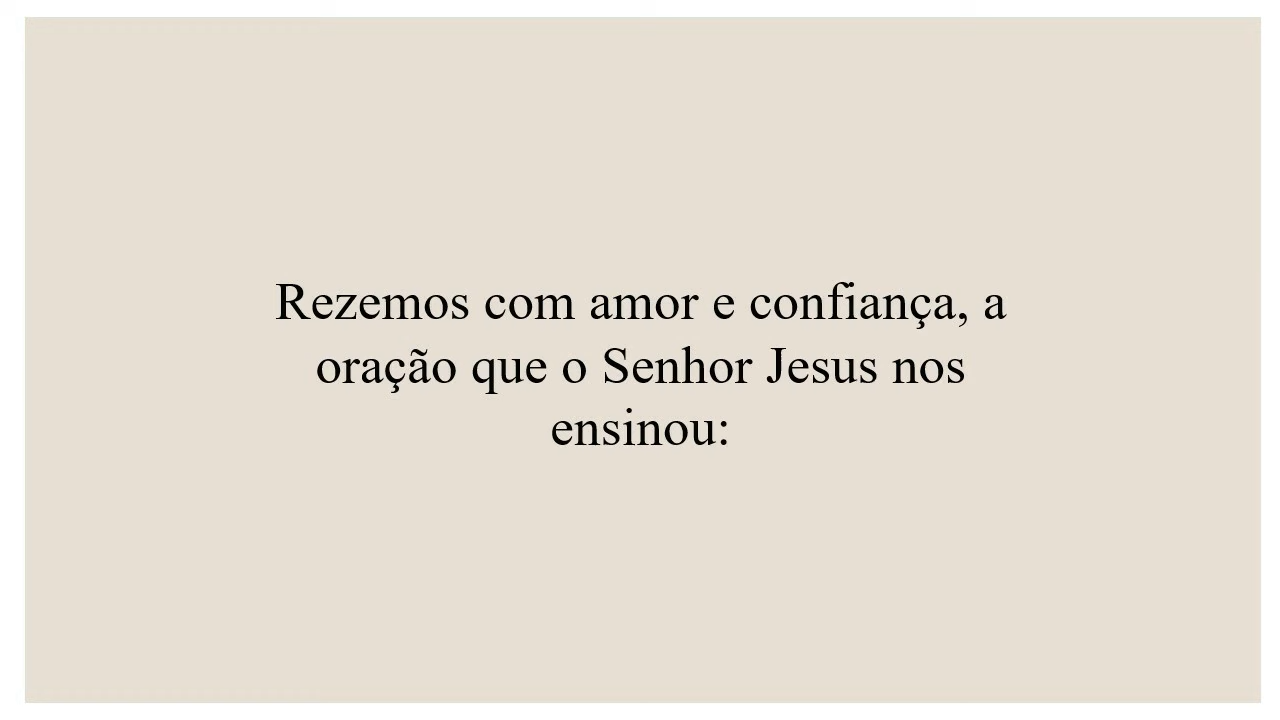 Rezemos com amor e confiança, a
oração que o Senhor Jesus nos
ensinou: